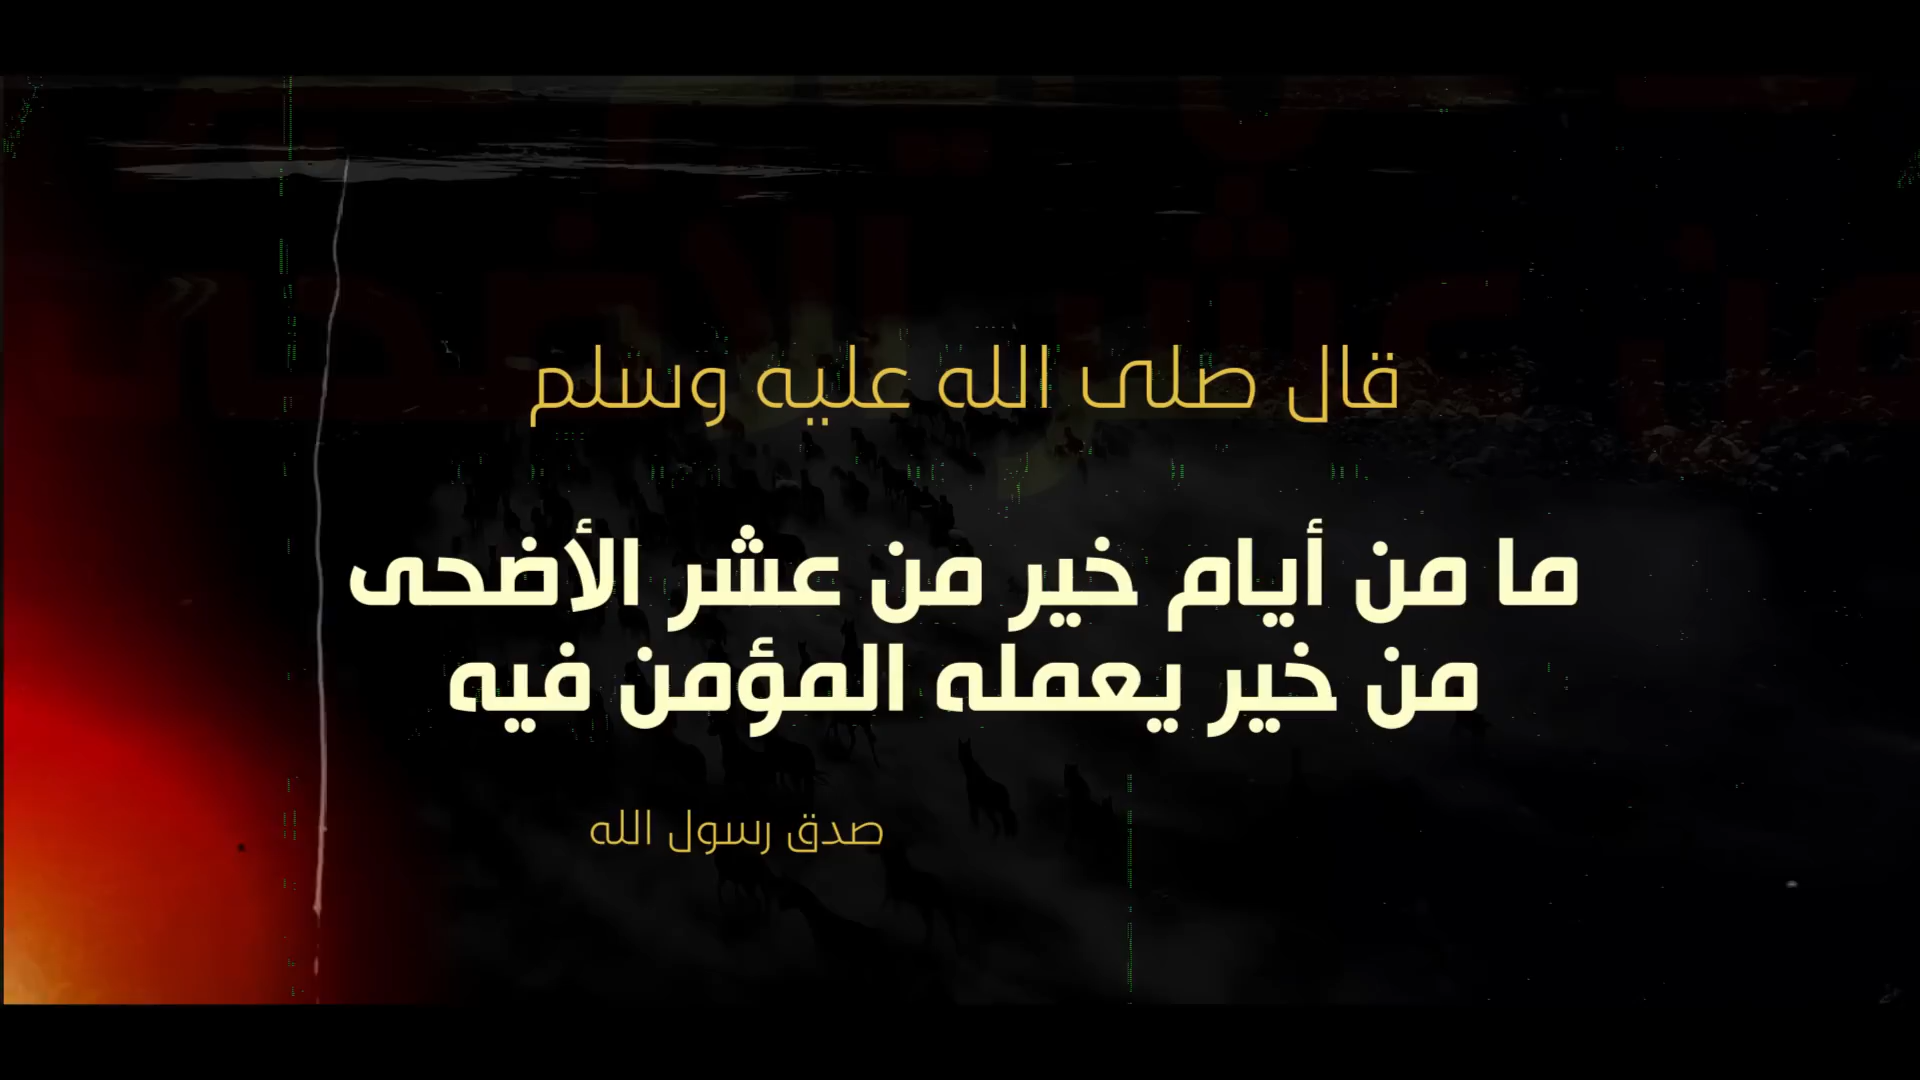 قال صلى الله عليه وسلم
ما من أيام خير من عشر الأضحى
من خير يعمله المؤمن فيه
صدق رسول الله